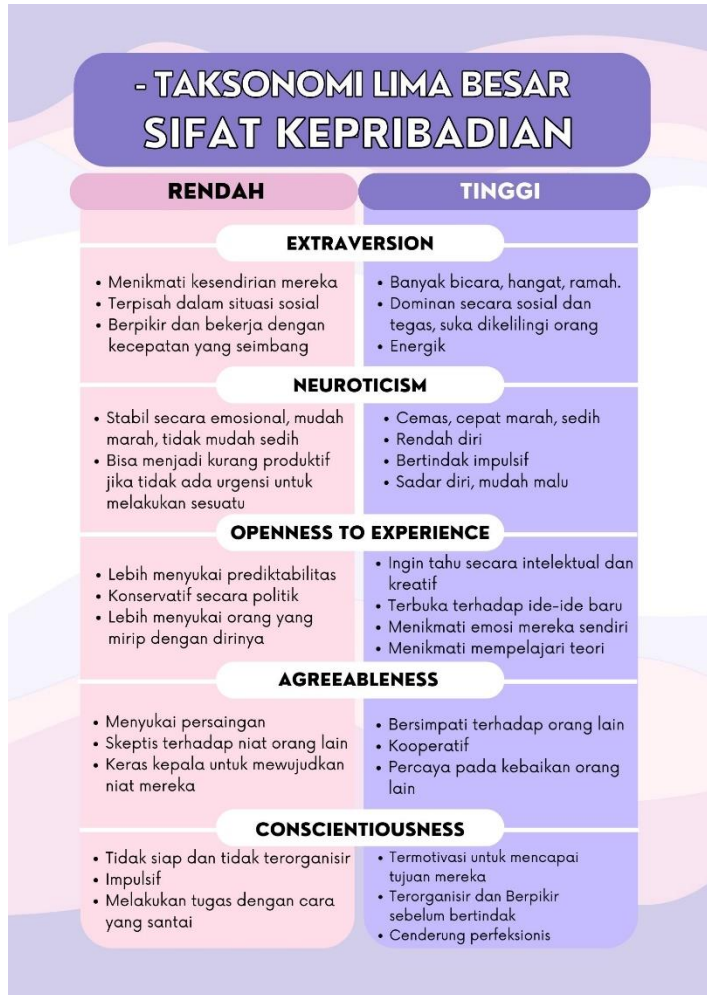 - TAKSONOMI LIMA BESAR
SIFAT KEPRIBADIAN
RENDAH
TINGGI
EXTRAVERSION
• Menikmati kesendirian mereka
• Terpisah dalam situasi sosial
• Berpikir dan bekerja dengan
kecepatan yang seimbang
• Banyak bicara, hangat, ramah.
• Dominan secara sosial dan
tegas, suka dikelilingi orang
• Energik
NEUROTICISM
• Stabil secara emosional, mudah
marah, tidak mudah sedih
• Bisa menjadi kurang produktif
jika tidak ada urgensi untuk
melakukan sesuatu
• Cemas, cepat marah, sedih
• Rendah diri
• Bertindak impulsif
• Sadar diri, mudah malu
OPENNESS TO EXPERIENCE
• Lebih menyukai prediktabilitas
• Konservatif secara politik
• Lebih menyukai orang yang
mirip dengan dirinya
• Ingin tahu secara intelektual dan
kreatif
• Terbuka terhadap ide-ide baru
• Menikmati emosi mereka sendiri
• Menikmati mempelajari teori
AGREEABLENESS
• Menyukai persaingan
• Skeptis terhadap niat orang lain
• Keras kepala untuk mewujudkan
niat mereka
• Bersimpati terhadap orang lain
• Kooperatif
• Percaya pada kebaikan orang
lain
CONSCIENTIOUSNESS
• Tidak siap dan tidak terorganisir
• Impulsif
• Melakukan tugas dengan cara
yang santai
• Termotivasi untuk mencapai
tujuan mereka
• Terorganisir dan Berpikir
sebelum bertindak
• Cenderung perfeksionis